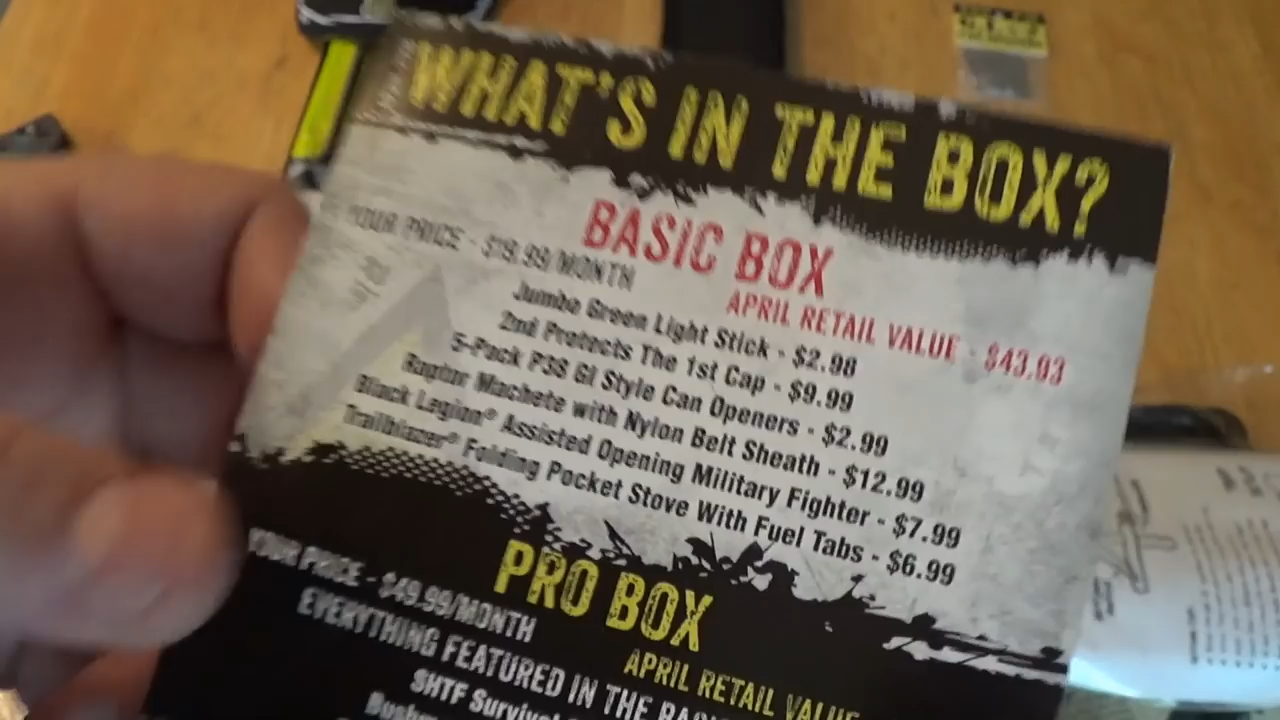 WHAT'S IN THE BOX?
BASIC BOX
YOUR PRICE - $19.99/MONTH
APRIL RETAIL VALUE - $43.93
Jumbo Green Light Stick - $2.98
2nd Protects The 1st Cap - $9.99
5-Pack P38 GI Style Can Openers - $2.99
Raptor Machete with Nylon Belt Sheath - $12.99
Black Legion® Assisted Opening Military Fighter - $7.99
Trailblazer® Folding Pocket Stove With Fuel Tabs - $6.99
PRO BOX
YOUR PRICE - $49.99/MONTH
APRIL RETAIL VALUE
EVERYTHING FEATURED IN THE
SHTF Survival